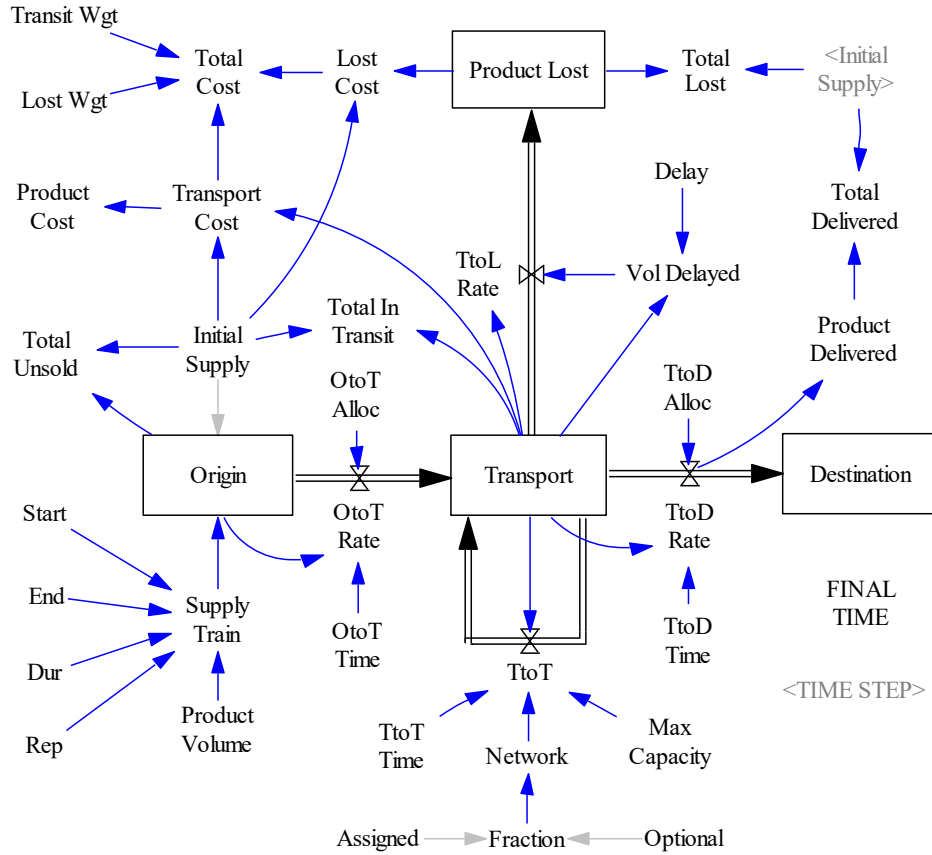 Transit Wgt
Total
Cost
Lost
Cost
Product Lost
Total
Lost
<Initial
Supply>
Lost Wgt
Product
Cost
Transport
Cost
Delay
Total
Delivered
TtoL
Rate
Vol Delayed
Total
Unsold
Initial
Supply
Total In
Transit
Product
Delivered
OtoT
Alloc
TtoD
Alloc
Origin
Transport
Destination
Start
OtoT
Rate
TtoD
Rate
End
Supply
Train
OtoT
Time
TtoD
Time
FINAL
TIME
Dur
TtoT
<TIME STEP>
Rep
Product
Volume
TtoT
Time
Network
Max
Capacity
Assigned
Fraction
Optional